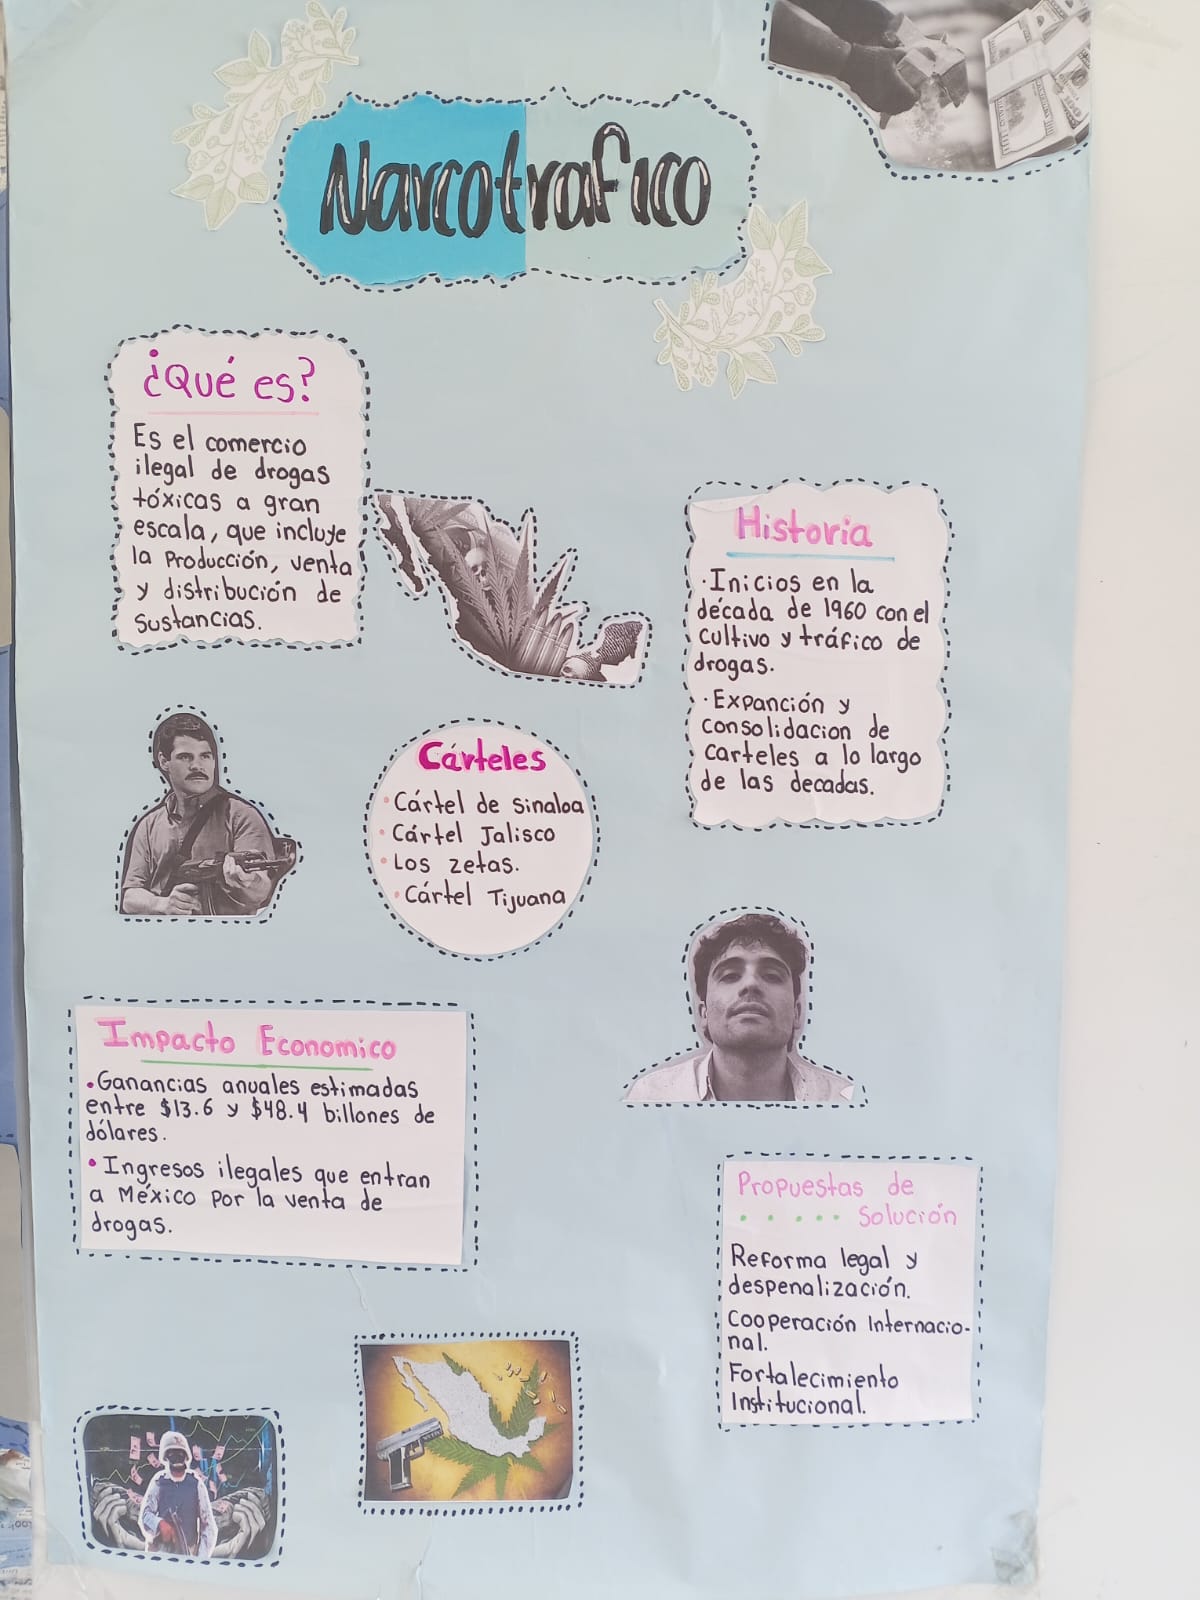 Narcotrafico
¿Qué es?
Es el comercio
ilegal de drogas
tóxicas a gran
escala, que incluye
la Producción, venta
y distribución de
sustancias.
Historia
·Inicios en la
década de 1960 con el
cultivo y tráfico de
drogas.
·Expanción y
consolidacion de
carteles a lo largo
de las decadas.
Cárteles
·Cártel de Sinaloa
·Cártel Jalisco
·Los Zetas.
·Cártel Tijuana
Impacto Economico
·Ganancias anuales estimadas
entre $13.6 y $48.4 billones de
dólares.
·Ingresos ilegales que entran
a México por la venta de
drogas.
Propuestas de
..... Solución
Reforma legal y
despenalización.
Cooperación Internacio-
nal.
Fortalecimiento
Institucional.